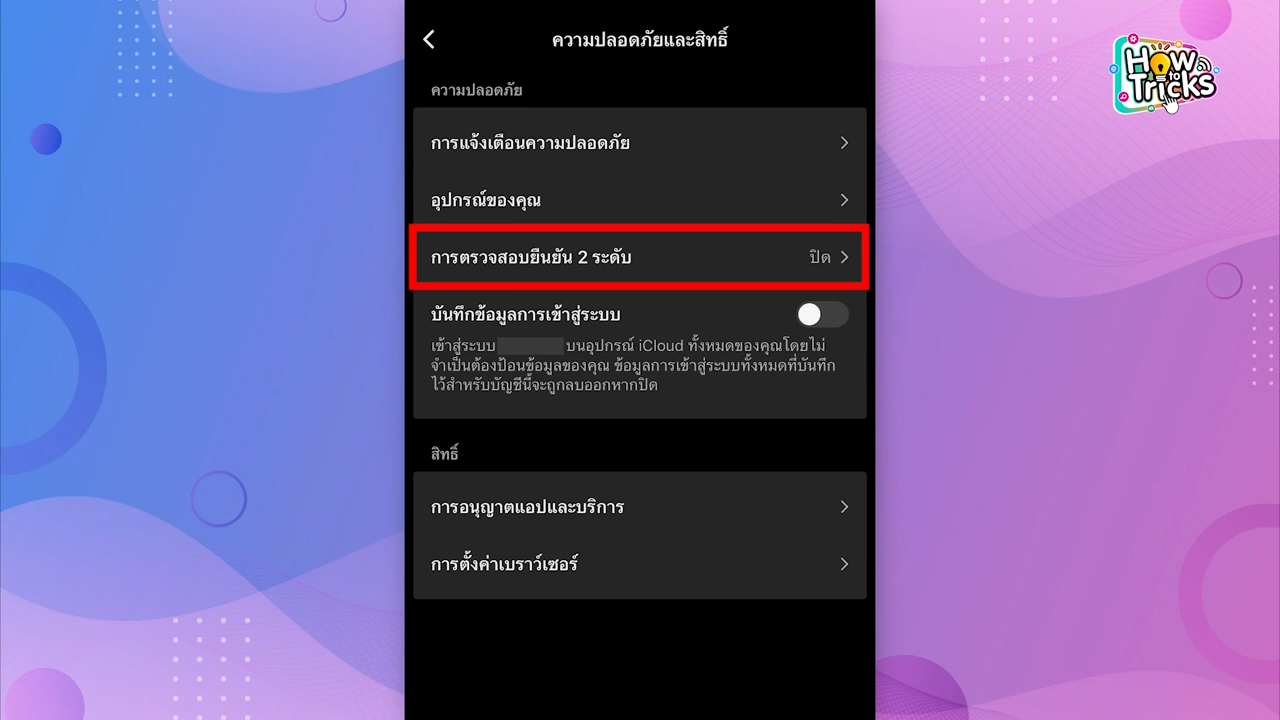 ความปลอดภัยและสิทธิ์
How
to
Tricks
ความปลอดภัย
การแจ้งเตือนความปลอดภัย
อุปกรณ์ของคุณ
การตรวจสอบยืนยัน 2 ระดับ ปิด
บันทึกข้อมูลการเข้าสู่ระบบ
เข้าสู่ระบบ บนอุปกรณ์ iCloud ทั้งหมดของคุณโดยไม่
จำเป็นต้องป้อนข้อมูลของคุณ ข้อมูลการเข้าสู่ระบบทั้งหมดที่บันทึก
ไว้สำหรับบัญชีนี้จะถูกลบออกหากปิด
สิทธิ์
การอนุญาตแอปและบริการ
การตั้งค่าเบราว์เซอร์